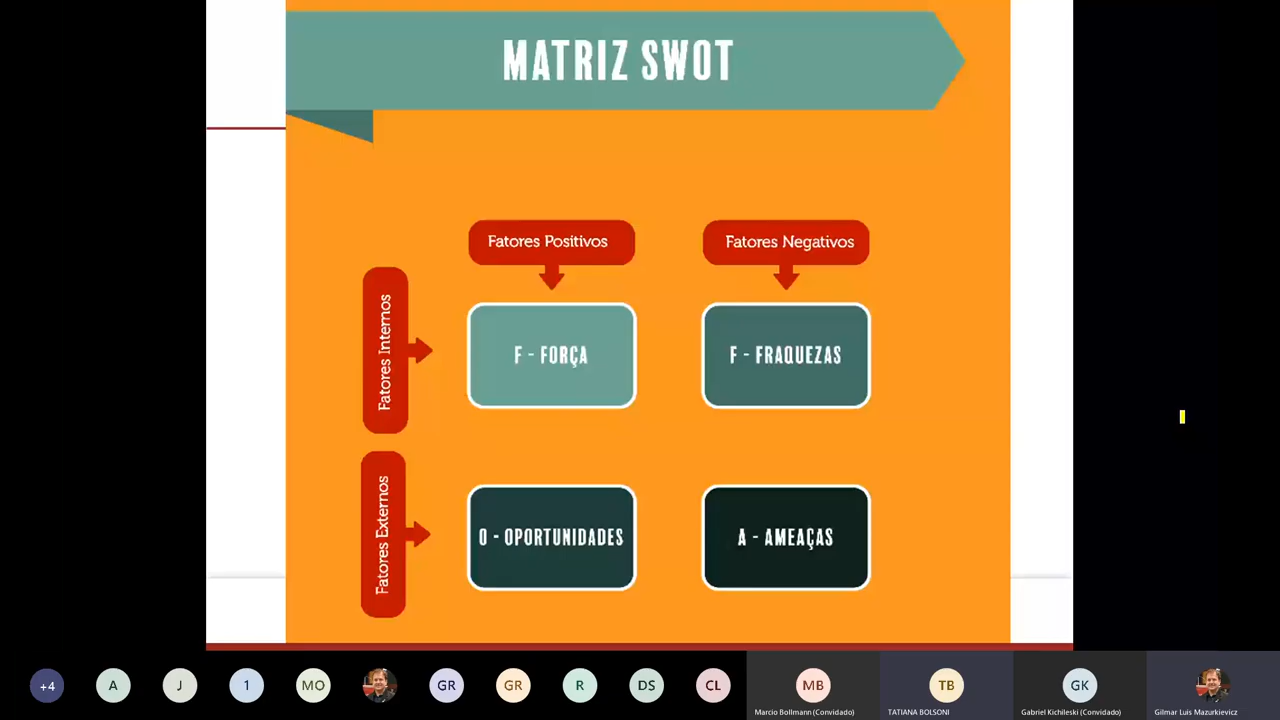 MATRIZ SWOT
Fatores Positivos
Fatores Negativos
Fatores Internos
F - FORÇA
F - FRAQUEZAS
Fatores Externos
O - OPORTUNIDADES
A - AMEAÇAS
+4
A
J
1
MO
GR
GR
R
DS
CL
MB
TB
GK
Marcio Bollmann (Convidado)
TATIANA BOLSONI
Gabriel Kichileski (Convidado)
Gilmar Luis Mazurkievicz